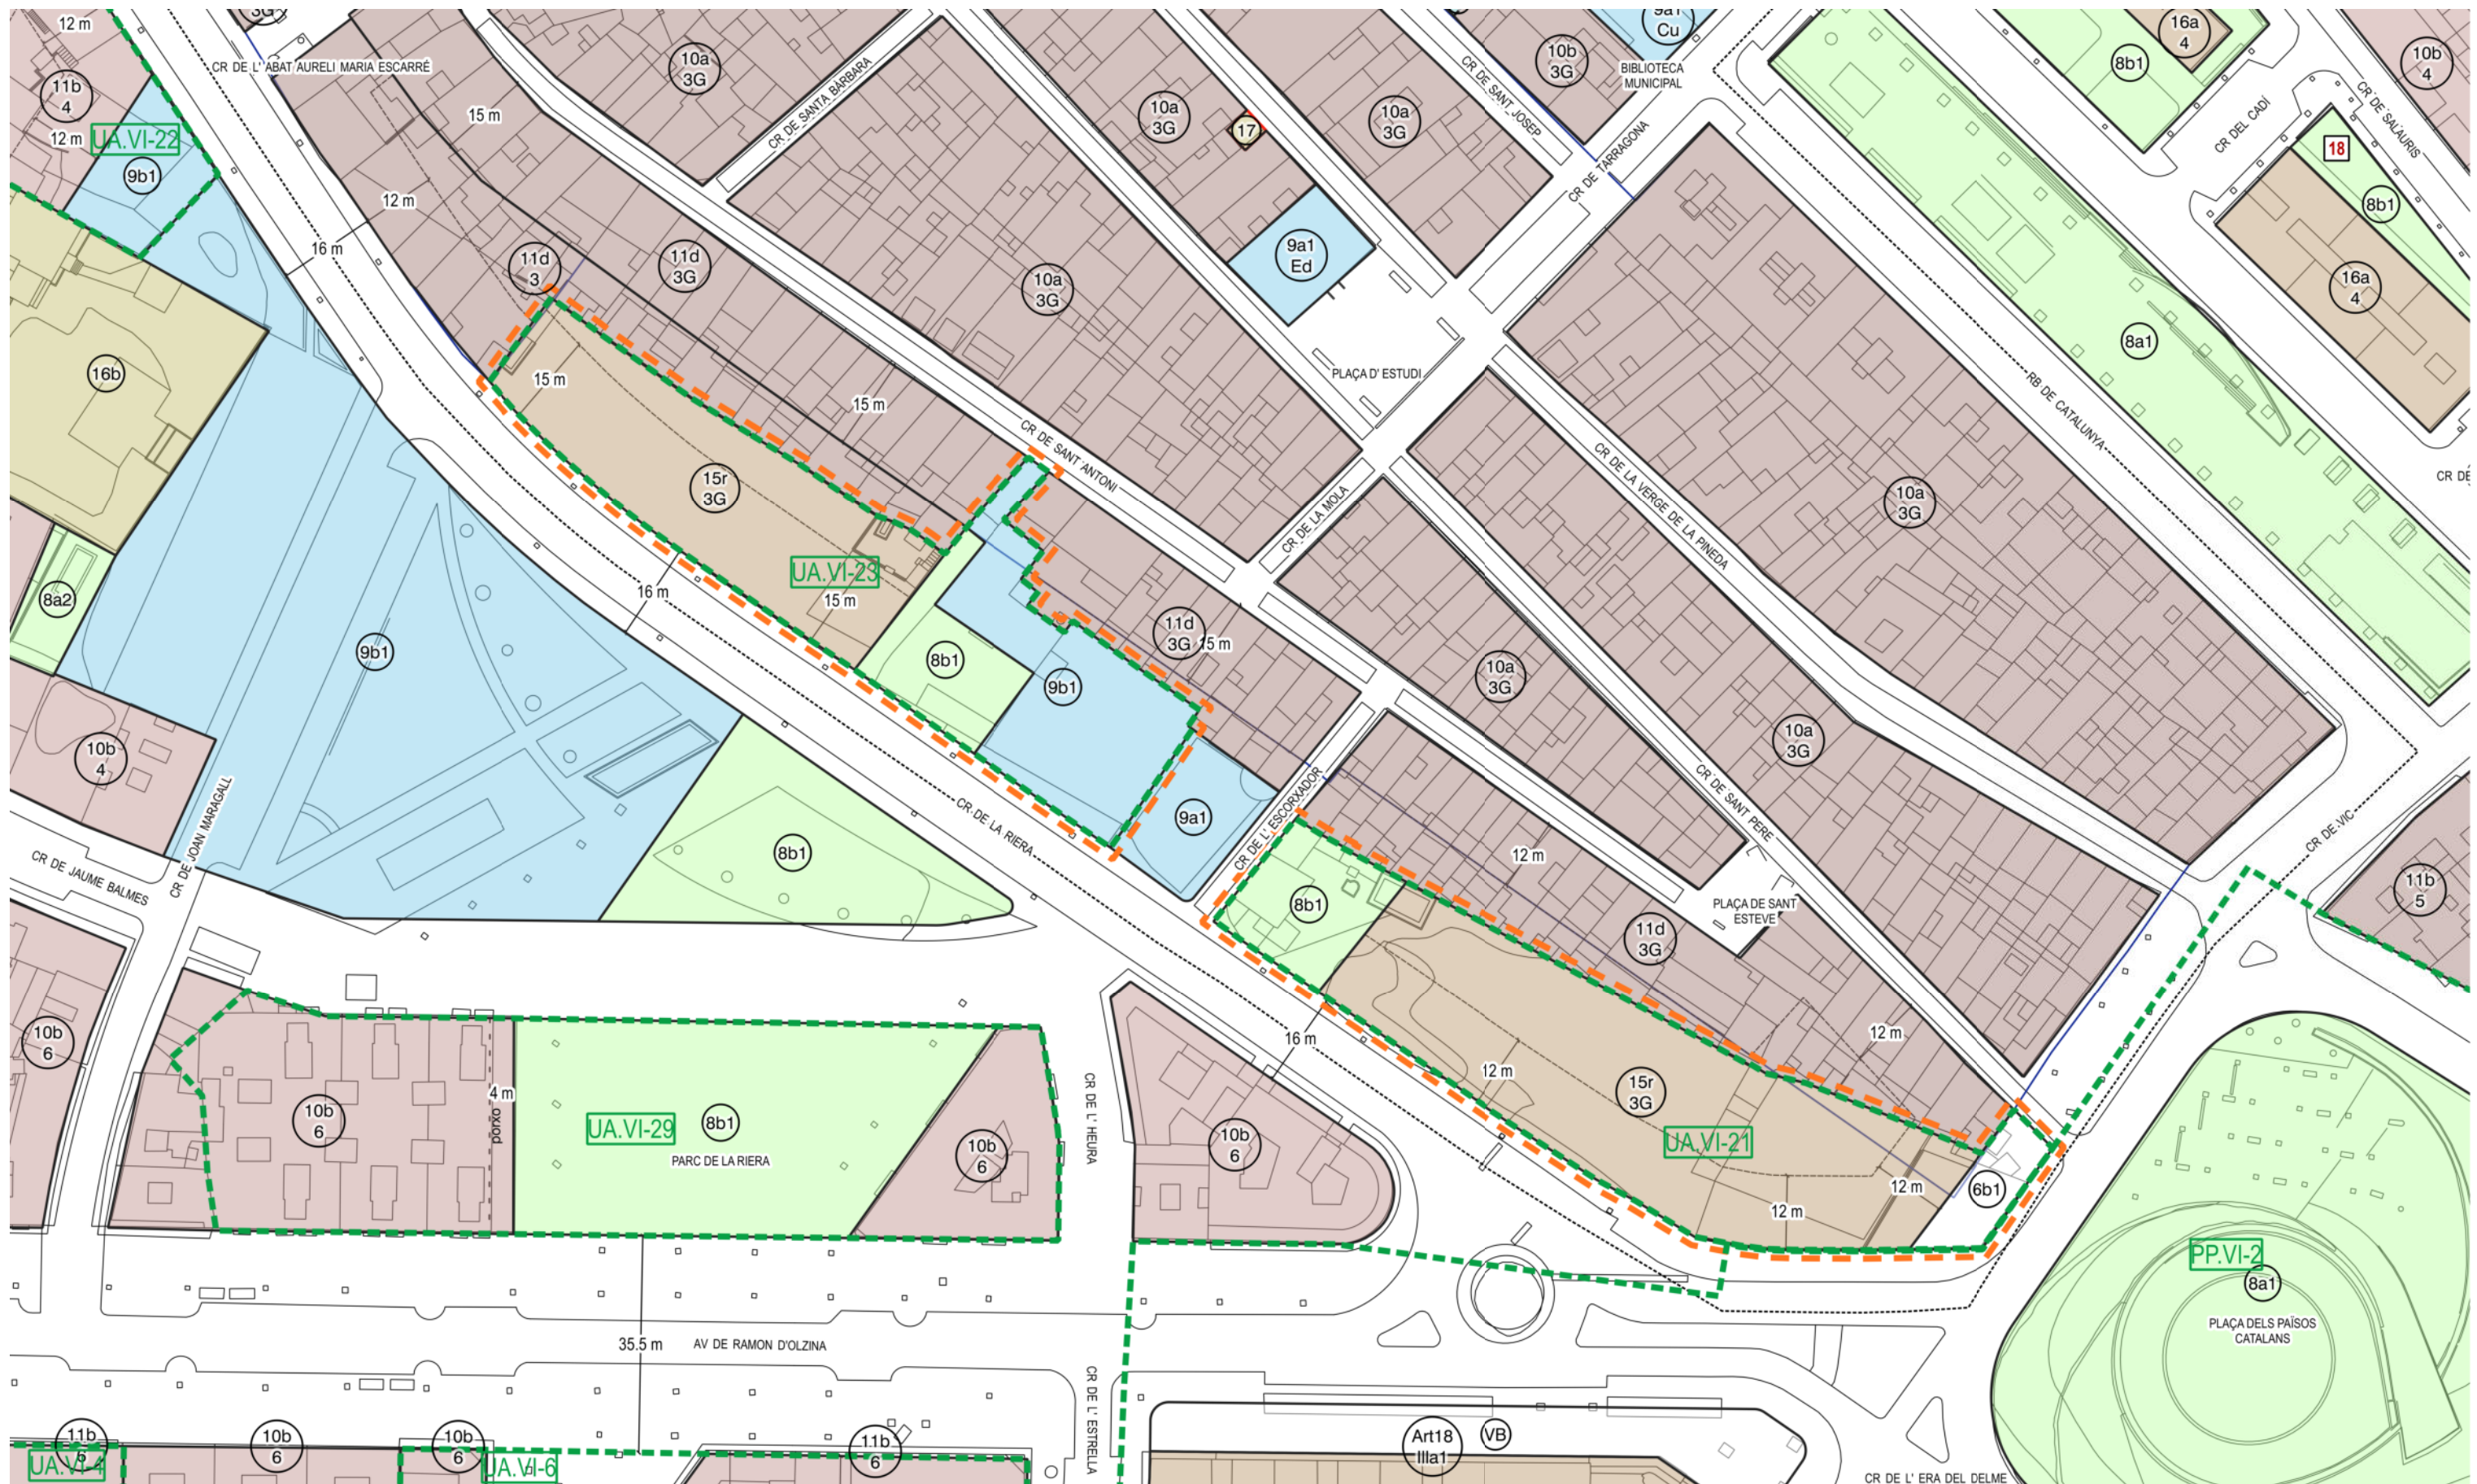 12 m
3G
CR DE L' ABAT AURELI MARIA ESCARRÉ
10a
3G
CR DE SANTA BÀRBARA
10a
3G
17
10a
3G
CR DE SANT JOSEP
10b
3G
9a1
Cu
BIBLIOTECA
MUNICIPAL
16a
4
8b1
CR DEL CADÍ
CR DE SALAURIS
10b
4
11b
4
12 m
UA.VI-22
9b1
15 m
12 m
16 m
11d
3
11d
3G
10a
3G
9a1
Ed
CR DE TARRAGONA
18
8b1
16a
4
8a1
RB DE CATALUNYA
CR DE
16b
15 m
15 m
PLAÇA D' ESTUDI
CR DE SANT ANTONI
15r
3G
UA.VI-23
15 m
16 m
CR DE LA MOLA
CR DE LA VERGE DE LA PINEDA
10a
3G
8a2
9b1
8b1
9b1
11d
3G
15 m
10a
3G
10a
3G
10b
4
CR DE JOAN MARAGALL
CR DE JAUME BALMES
8b1
CR DE LA RIERA
9a1
CR DE L' ESCORXADOR
CR DE SANT PERE
CR DE VIC
11b
5
12 m
8b1
PLAÇA DE SANT
ESTEVE
11d
3G
10b
6
16 m
12 m
12 m
15r
3G
UA.VI-21
12 m
12 m
6b1
10b
6
porxo
4 m
UA.VI-29
8b1
PARC DE LA RIERA
10b
6
CR DE L' HEURA
10b
6
PP.VI-2
8a1
PLAÇA DELS PAÏSOS
CATALANS
35.5 m
AV DE RAMON D'OLZINA
CR DE L' ESTRELLA
11b
6
UA.VI-4
10b
6
10b
6
UA.VI-6
11b
6
Art18
IIIa1
VB
CR DE L' ERA DEL DELME